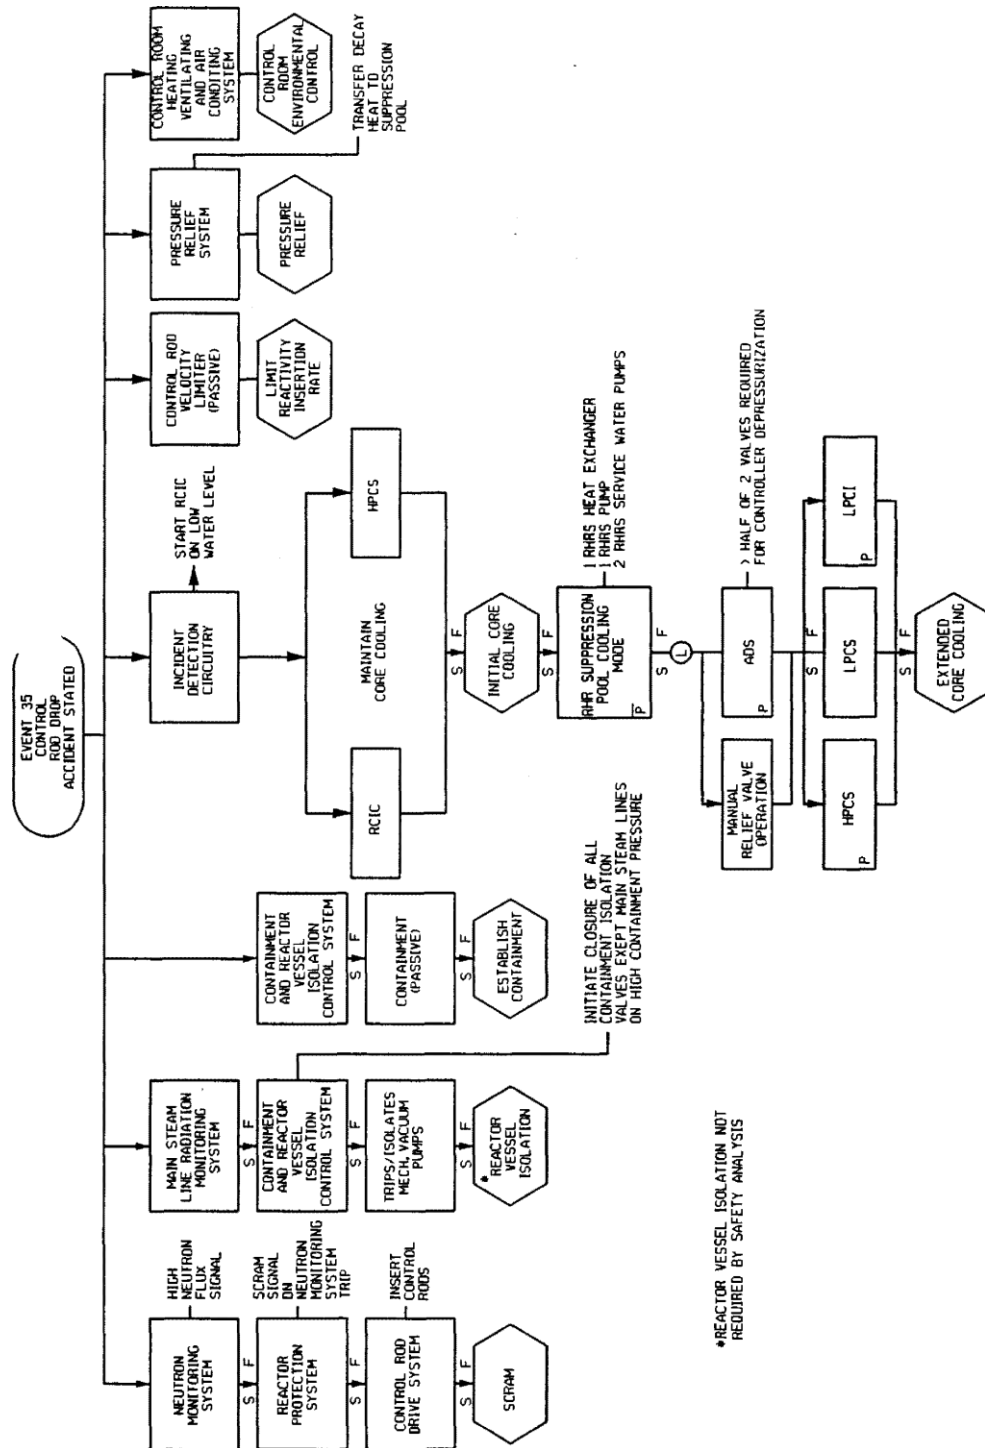 EVENT 35
CONTROL
ROD DROP
ACCIDENT STATED
NEUTRON
MONITORING
SYSTEM
HIGH
NEUTRON
FLUX
SIGNAL
S F
REACTOR
PROTECTION
SYSTEM
SCRAM
SIGNAL
ON
NEUTRON
MONITORING
SYSTEM
TRIP
S F
CONTROL ROD
DRIVE SYSTEM
INSERT
CONTROL
RODS
S F
SCRAM
MAIN STEAM
LINE RADIATION
MONITORING
SYSTEM
S F
CONTAINMENT
AND REACTOR
VESSEL
ISOLATION
CONTROL SYSTEM
INITIATE CLOSURE OF ALL
CONTAINMENT ISOLATION
VALVES EXEPT MAIN STEAM LINES
ON HIGH CONTAINMENT PRESSURE
S F
TRIPS/ISOLATES
MECH. VACUUM
PUMPS
S F
*
REACTOR
VESSEL
ISOLATION
CONTAINMENT
AND REACTOR
VESSEL
ISOLATION
CONTROL SYSTEM
S F
CONTAINMENT
(PASSIVE)
S F
ESTABLISH
CONTAINMENT
INCIDENT
DETECTION
CIRCUITRY
START RCIC
ON LOW
WATER LEVEL
RCIC
MAINTAIN
CORE COOLING
HPCS
S F
INITIAL CORE
COOLING
S F
RHR SUPPRESSION
POOL COOLING
MODE
P
1 RHRS HEAT EXCHANGER
1 RHRS PUMP
2 RHRS SERVICE WATER PUMPS
S F
L
MANUAL
RELIEF VALVE
OPERATION
ADS
P
> HALF OF 2 VALVES REQUIRED
FOR CONTROLLER DEPRESSURIZATION
S F
HPCS
P
LPCS
LPCI
P
S F
EXTENDED
CORE COOLING
CONTROL ROD
VELOCITY
LIMITER
(PASSIVE)
LIMIT
REACTIVITY
INSERTION
RATE
PRESSURE
RELIEF
SYSTEM
TRANSFER DECAY
HEAT TO
SUPPRESSION
POOL
PRESSURE
RELIEF
CONTROL ROOM
HEATING
VENTILATING
AND AIR
CONDITING
SYSTEM
CONTROL
ROOM
ENVIRONMENTAL
CONTROL
*REACTOR VESSEL ISOLATION NOT
REQUIRED BY SAFETY ANALYSIS